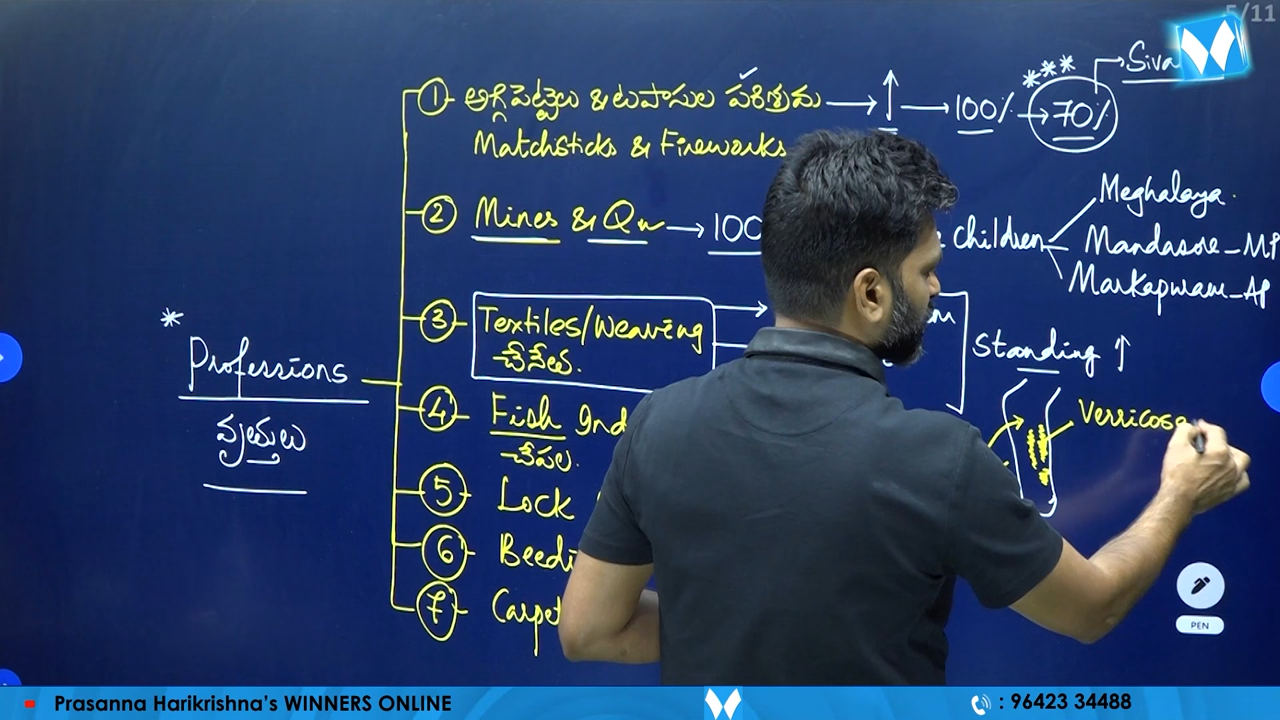 5/11
① అగ్గిపెట్టెలు & టపాసుల పరిశ్రమ → ↑ → 100% → 70% → Siva
***
Matchsticks & Fireworks
② Mines & Qu → 100 children
Meghalaya.
Mandasore - MP
Markapuram - AP
③ Textiles/Weaving
చేనేత.
Standing ↑
*
Professions
వృత్తులు
④ Fish Ind
చేపల
Verricose
⑤ Lock
⑥ Beedi
⑦ Carpet
PEN
Prasanna Harikrishna's WINNERS ONLINE
: 96423 34488